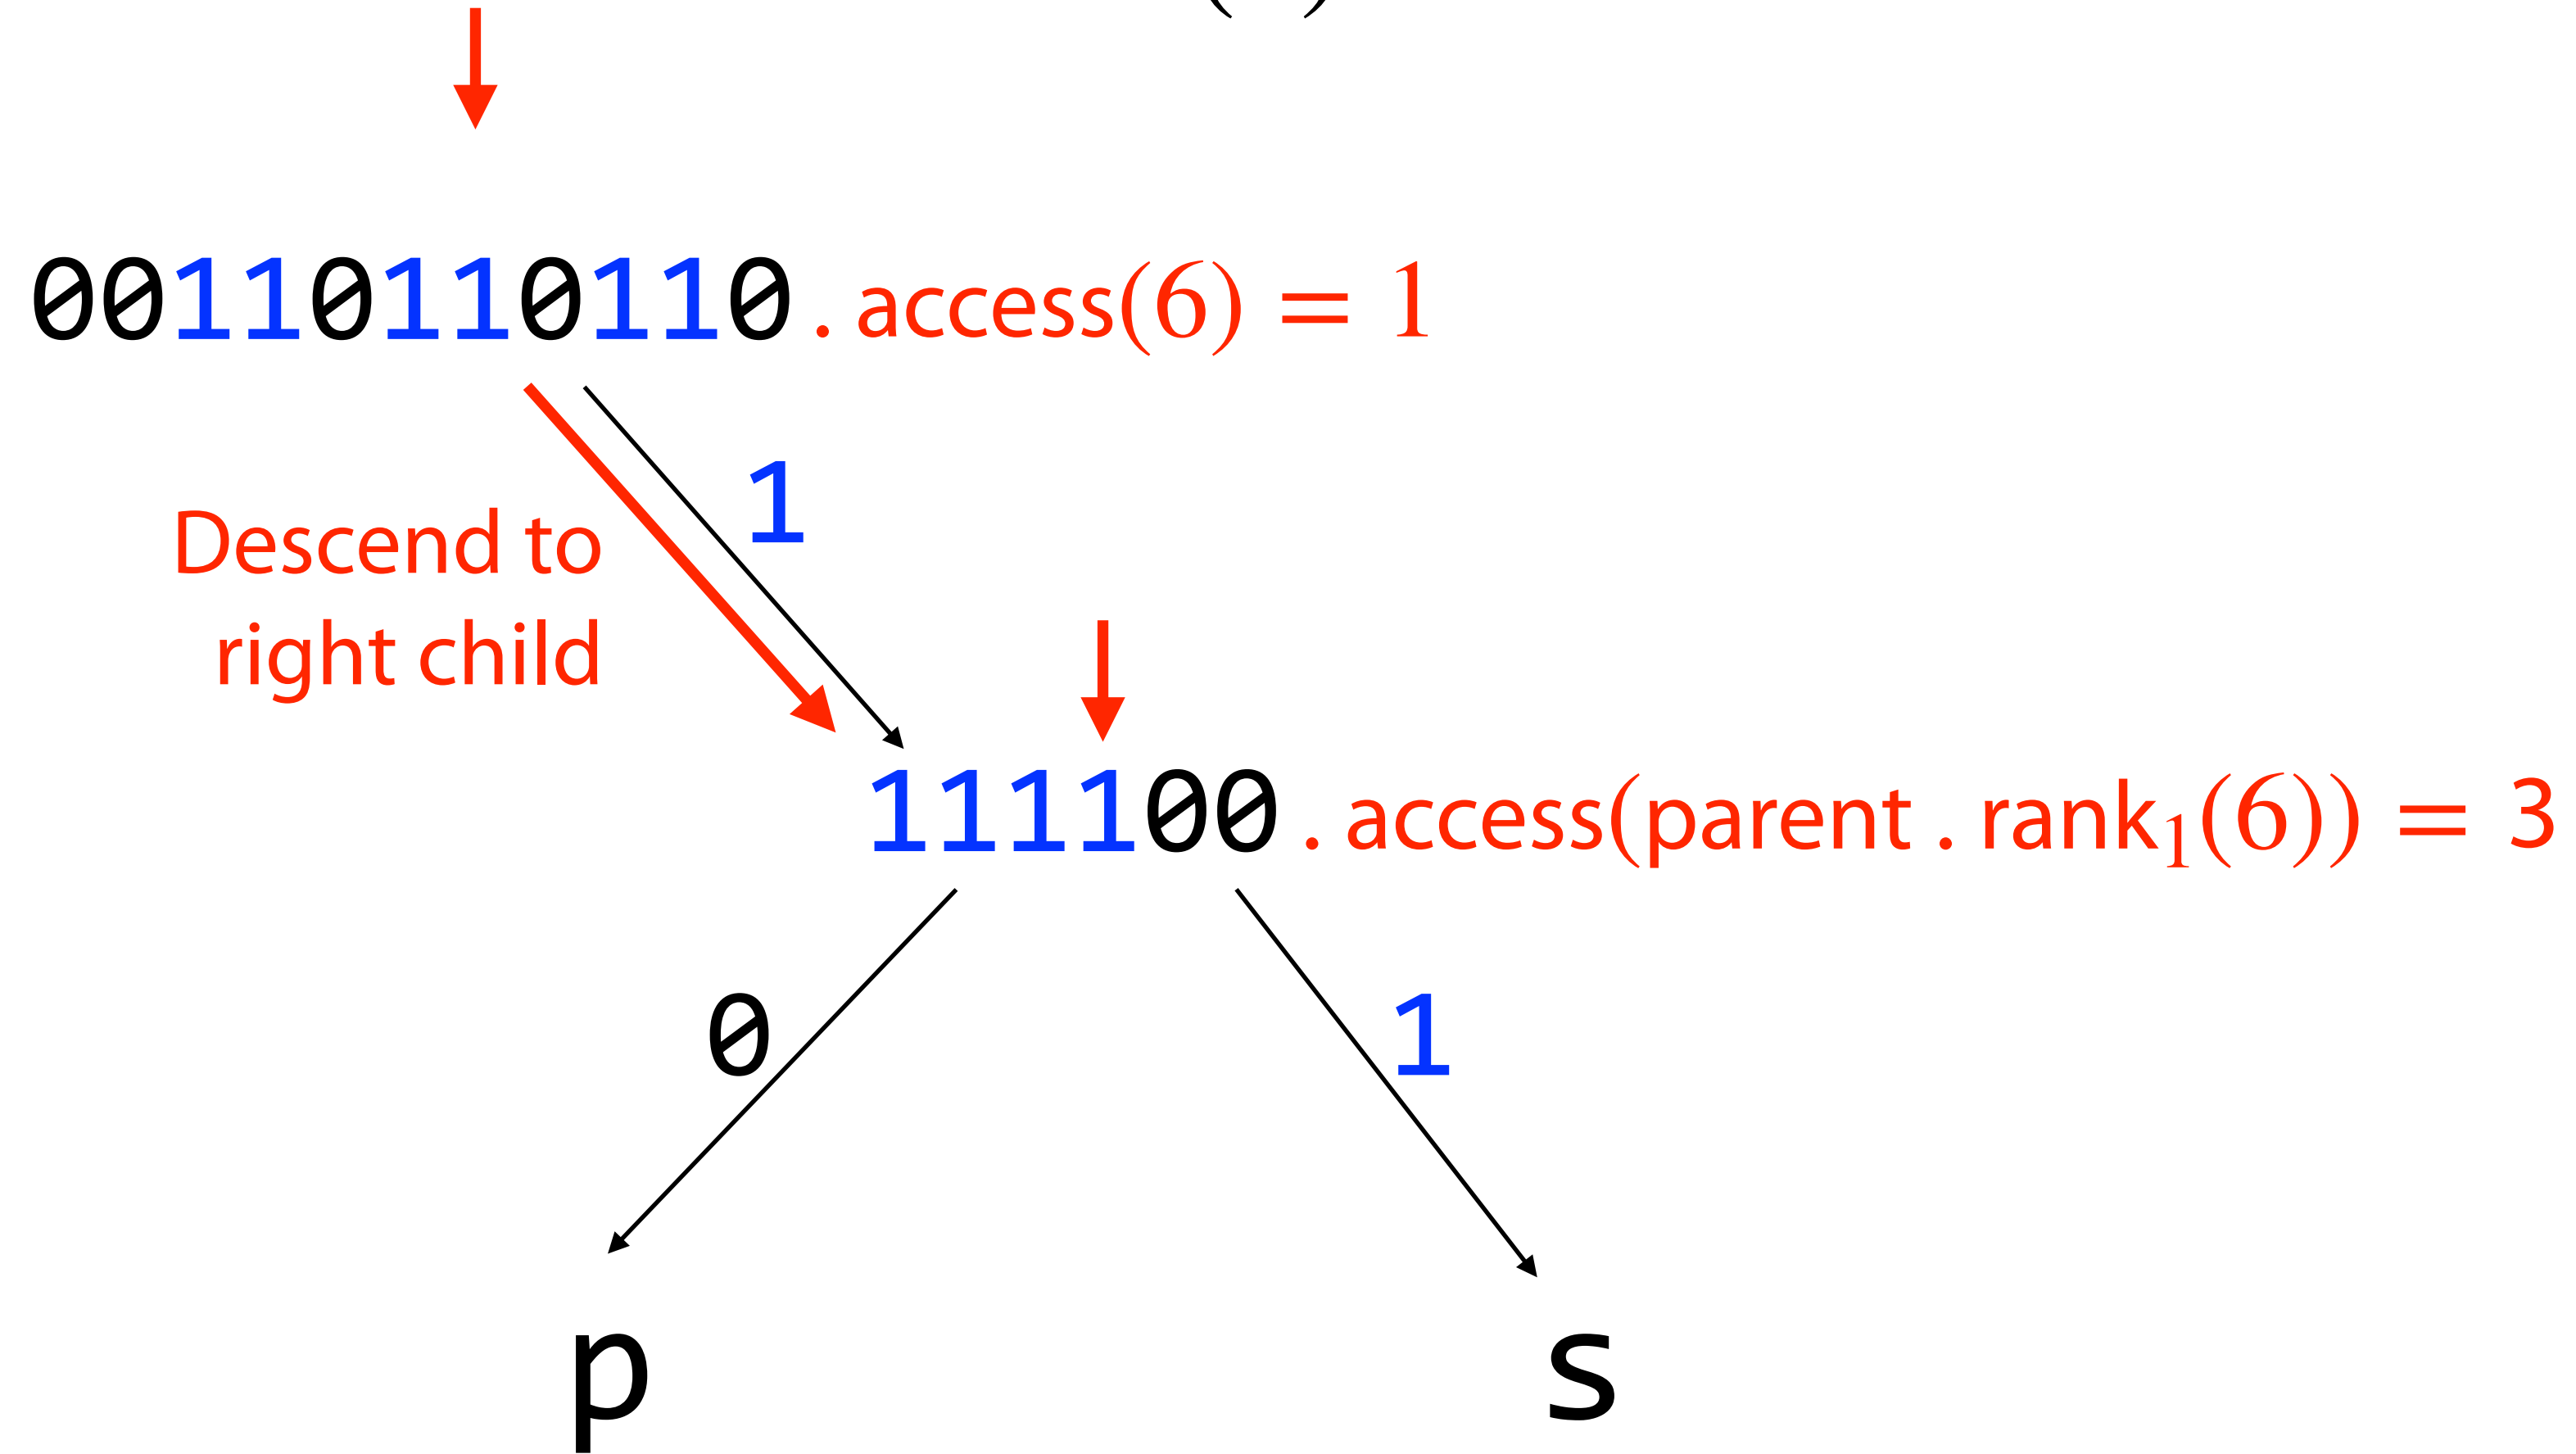 00110110110 . access(6) = 1
1
Descend to
right child
111100 . access(parent . rank₁(6)) = 3
0
1
p
s